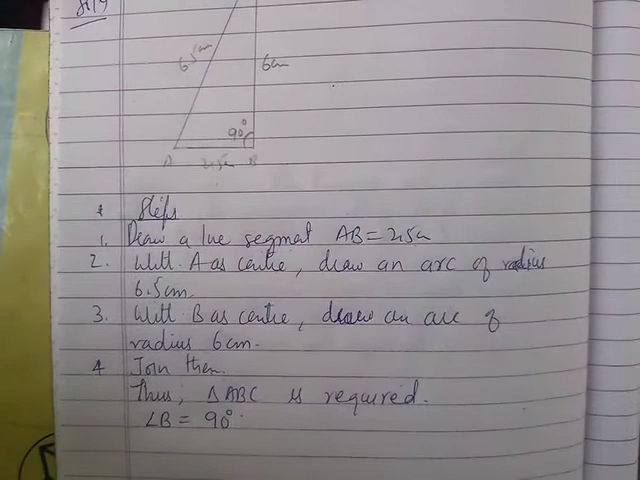 6.5cm
6cm
90°
A
2.5cm
B
* Steps
1. Draw a line segmat AB = 2.5cm
2. With A as centre, draw an arc of radius
6.5cm.
3. With B as centre, draw an arc of
radius 6cm.
4 Join them.
Thus, △ABC is required.
∠B = 90°.